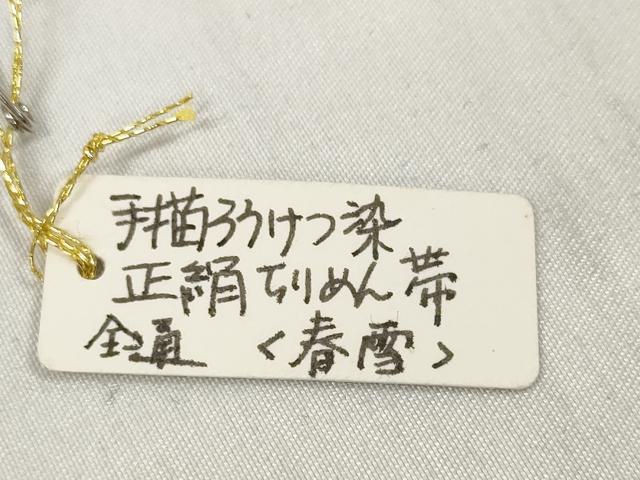 手描ろうけつ染
正絹ちりめん帯
全通 <春雪>